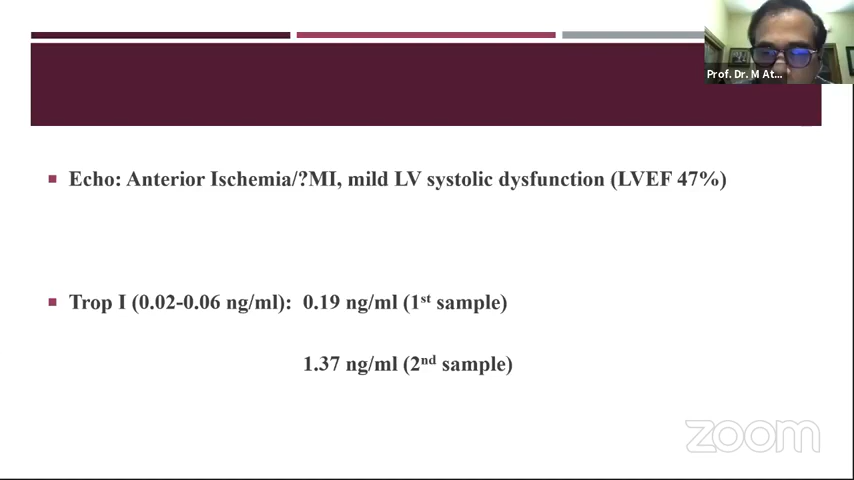 Prof. Dr. M At...
Echo: Anterior Ischemia/?MI, mild LV systolic dysfunction (LVEF 47%)
Trop I (0.02-0.06 ng/ml): 0.19 ng/ml (1st sample)
1.37 ng/ml (2nd sample)
zoom